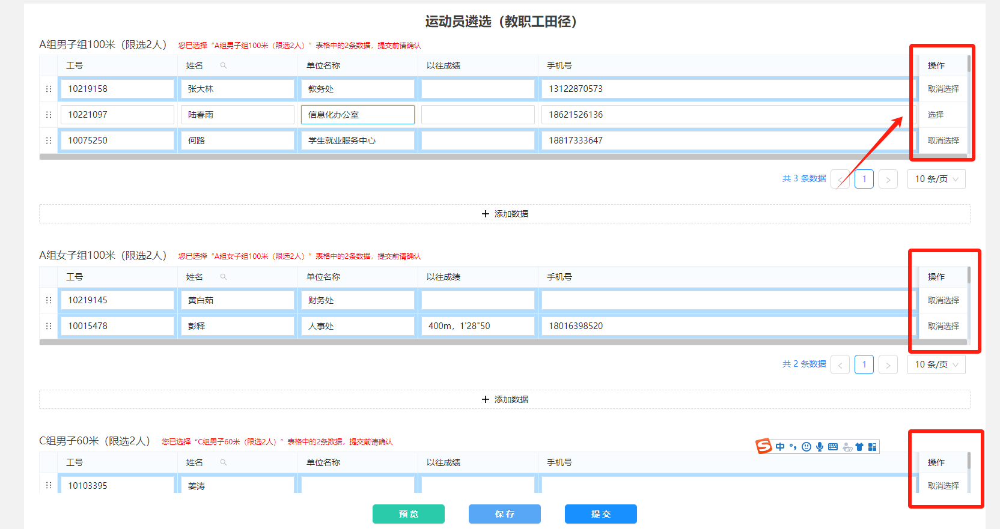 运动员遴选（教职工田径）
A组男子组100米（限选2人） 您已选择“A组男子组100米（限选2人）”表格中的2条数据，提交前请确认
工号 姓名 单位名称 以往成绩 手机号 操作
10219158 张大林 教务处 13122870573 取消选择
10221097 陆春雨 信息化办公室 18621526136 选择
10075250 何路 学生就业服务中心 18817333647 取消选择
共 3 条数据 < 1 > 10 条/页
+ 添加数据
A组女子组100米（限选2人） 您已选择“A组女子组100米（限选2人）”表格中的2条数据，提交前请确认
工号 姓名 单位名称 以往成绩 手机号 操作
10219145 黄白茹 财务处 取消选择
10015478 彭释 人事处 400m，1'28"50 18016398520 取消选择
共 2 条数据 < 1 > 10 条/页
+ 添加数据
C组男子60米（限选2人） 您已选择“C组男子60米（限选2人）”表格中的2条数据，提交前请确认
S 中
工号 姓名 单位名称 以往成绩 手机号 操作
10103395 姜涛 取消选择
预览 保存 提交